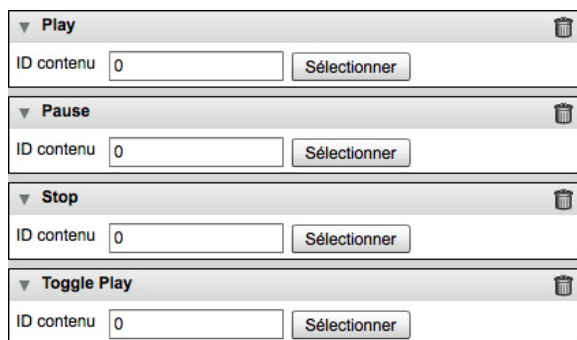 Play
ID contenu 0 Sélectionner
Pause
ID contenu 0 Sélectionner
Stop
ID contenu 0 Sélectionner
Toggle Play
ID contenu 0 Sélectionner